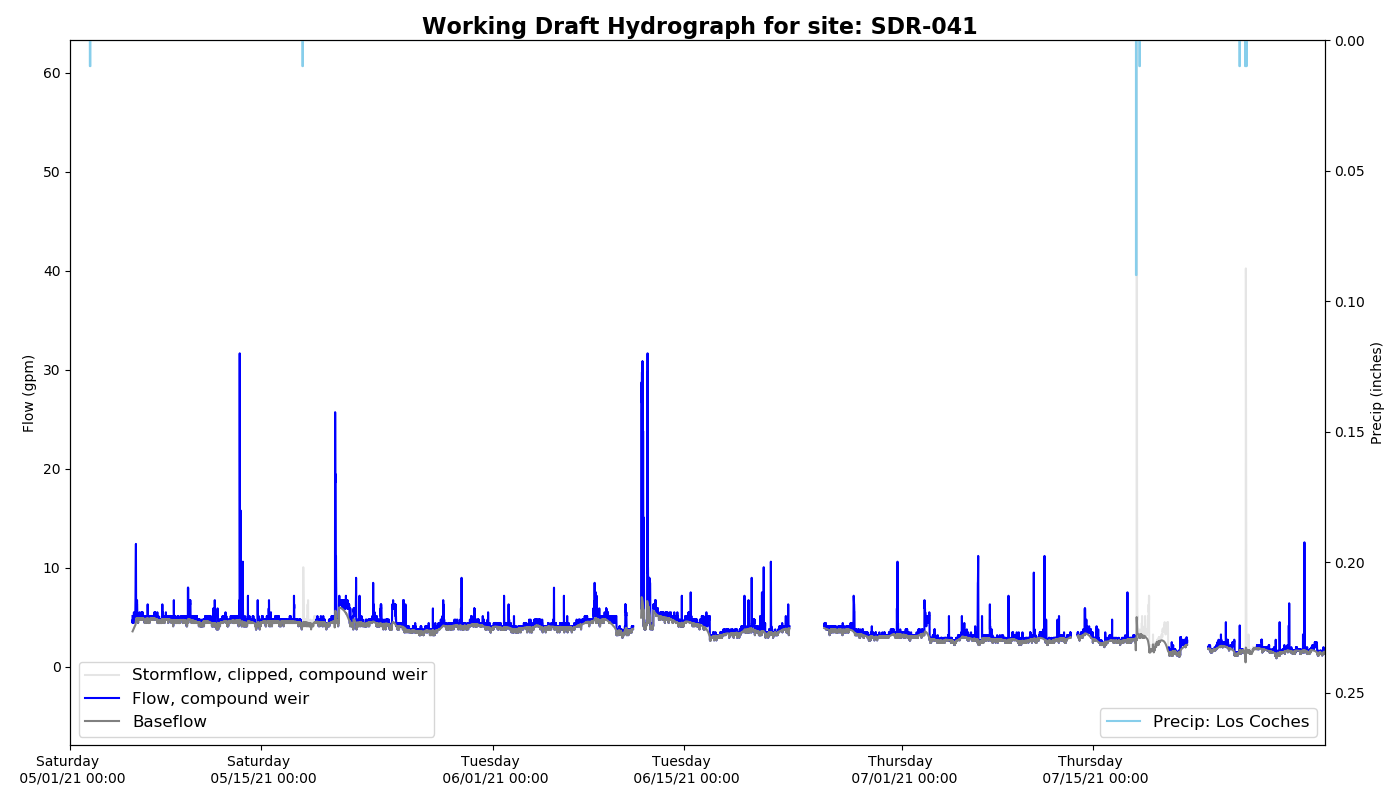 Working Draft Hydrograph for site: SDR-041
60
50
40
30
20
10
0
Flow (gpm)
0.00
0.05
0.10
0.15
0.20
0.25
Precip (inches)
Stormflow, clipped, compound weir
Flow, compound weir
Baseflow
Precip: Los Coches
Saturday
05/01/21 00:00
Saturday
05/15/21 00:00
Tuesday
06/01/21 00:00
Tuesday
06/15/21 00:00
Thursday
07/01/21 00:00
Thursday
07/15/21 00:00